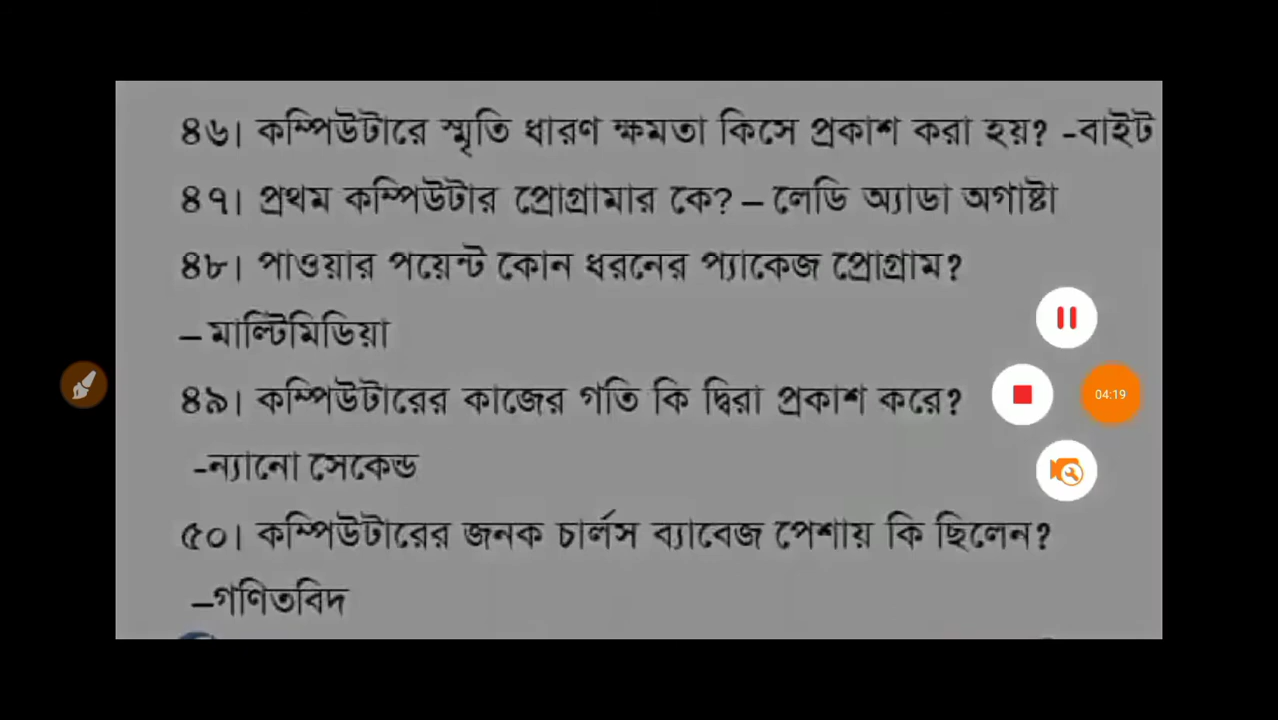 ৪৬। কম্পিউটারে স্মৃতি ধারণ ক্ষমতা কিসে প্রকাশ করা হয়? -বাইট
৪৭। প্রথম কম্পিউটার প্রোগ্রামার কে? – লেডি অ্যাডা অগাষ্টা
৪৮। পাওয়ার পয়েন্ট কোন ধরনের প্যাকেজ প্রোগ্রাম?
– মাল্টিমিডিয়া
৪৯। কম্পিউটারের কাজের গতি কি দ্বিরা প্রকাশ করে?
04:19
-ন্যানো সেকেন্ড
৫০। কম্পিউটারের জনক চার্লস ব্যাবেজ পেশায় কি ছিলেন?
–গণিতবিদ